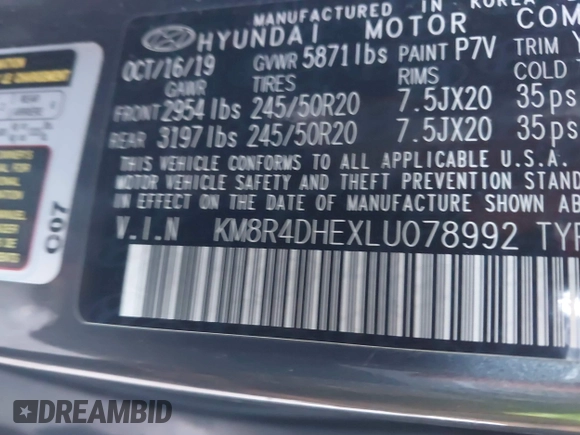 MANUFACTURED IN KOREA
HYUNDAI MOTOR COM
OCT/16/19 GVWR 5871lbs PAINT P7V TRIM
GAWR TIRES RIMS COLD
FRONT 2954 lbs 245/50R20 7.5JX20 35ps
REAR 3197 lbs 245/50R20 7.5JX20 35ps
THIS VEHICLE CONFORMS TO ALL APPLICABLE U.S.A.
MOTOR VEHICLE SAFETY AND THEFT PREVENTION STAND
IN EFFECT ON THE DATE OF MANUFACTURE SHOWN AB
V.I.N KM8R4DHEXLU078992 TYP
C07
DREAMBID